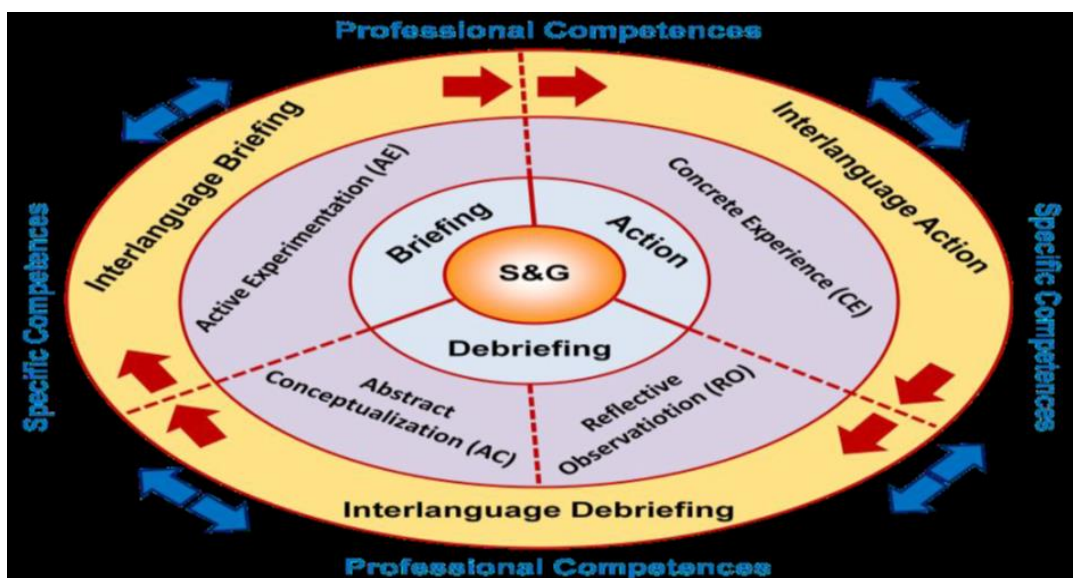 Professional Competences
Interlanguage Briefing
Interlanguage Action
Active Experimentation (AE)
Concrete Experience (CE)
Briefing
Action
S&G
Debriefing
Specific Competences
Specific Competences
Abstract
Conceptualization (AC)
Reflective
Observatiotion (RO)
Interlanguage Debriefing
Professional Competences